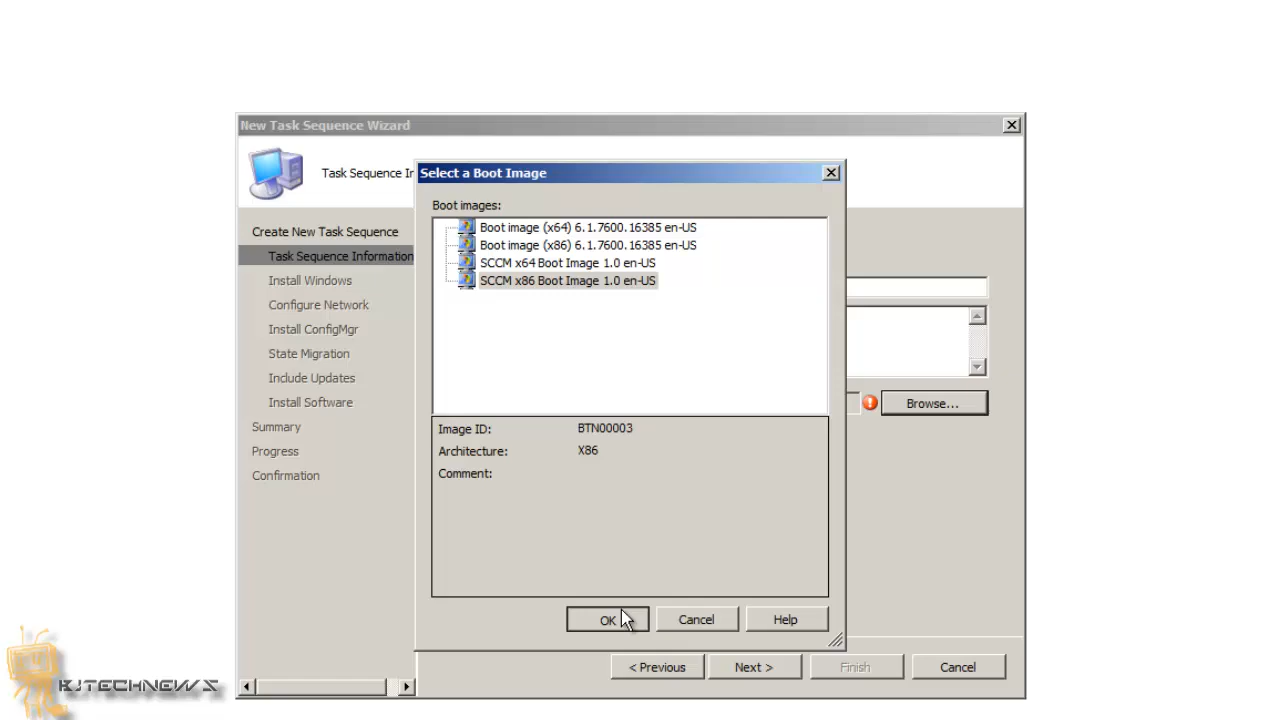 New Task Sequence Wizard
Task Sequence In
Select a Boot Image
Boot images:
Boot image (x64) 6.1.7600.16385 en-US
Boot image (x86) 6.1.7600.16385 en-US
SCCM x64 Boot Image 1.0 en-US
SCCM x86 Boot Image 1.0 en-US
Image ID: BTN00003
Architecture: X86
Comment:
OK Cancel Help
Create New Task Sequence
Task Sequence Information
Install Windows
Configure Network
Install ConfigMgr
State Migration
Include Updates
Install Software
Summary
Progress
Confirmation
Browse...
< Previous Next > Finish Cancel
KJTECHNEWS